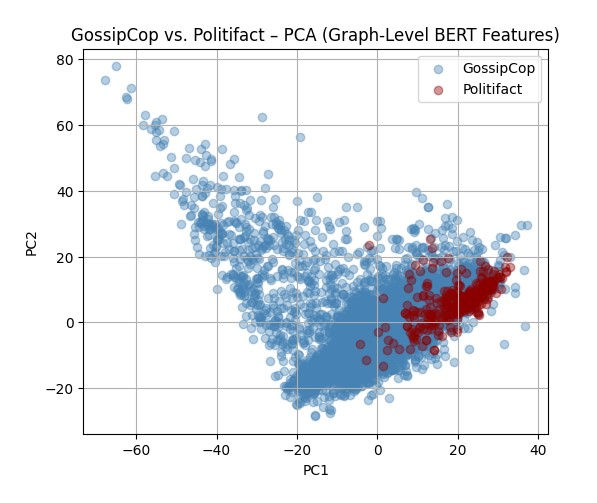 GossipCop vs. Politifact – PCA (Graph-Level BERT Features)
GossipCop
Politifact
80
60
40
20
0
−20
PC2
−60
−40
−20
0
20
40
PC1